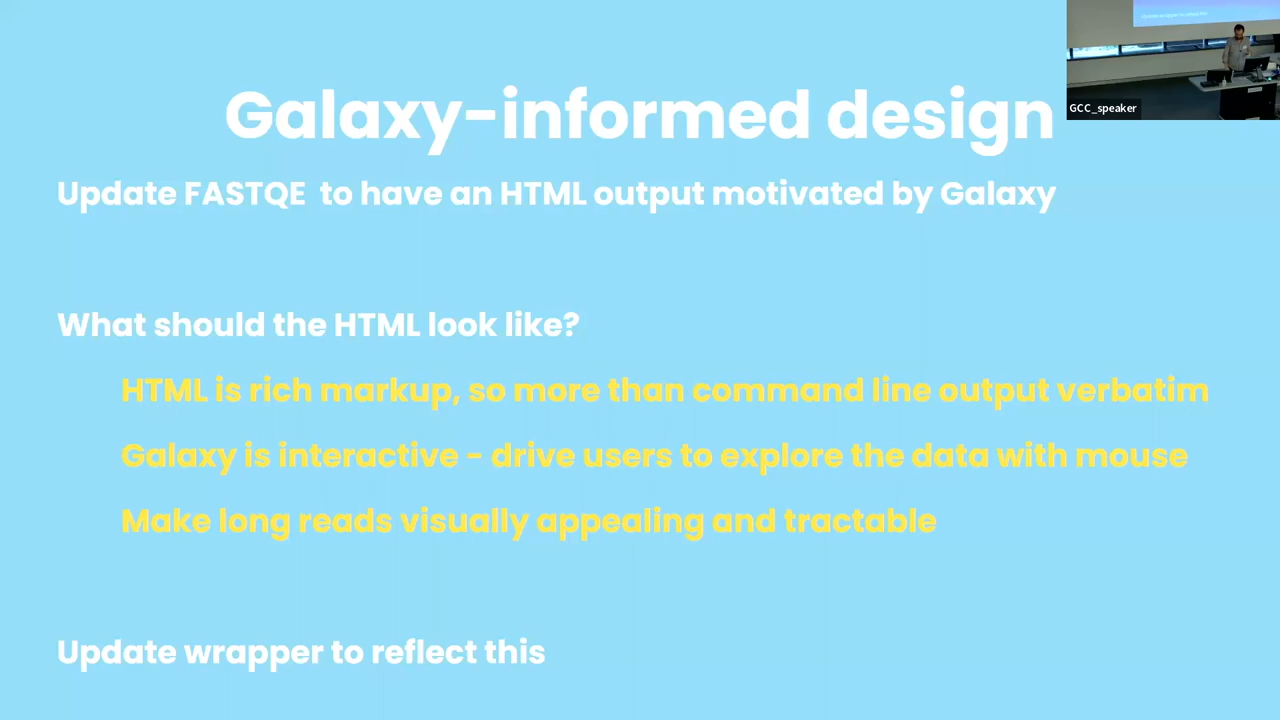 Galaxy-informed design
GCC_speaker
Update FASTQE to have an HTML output motivated by Galaxy
What should the HTML look like?
HTML is rich markup, so more than command line output verbatim
Galaxy is interactive - drive users to explore the data with mouse
Make long reads visually appealing and tractable
Update wrapper to reflect this